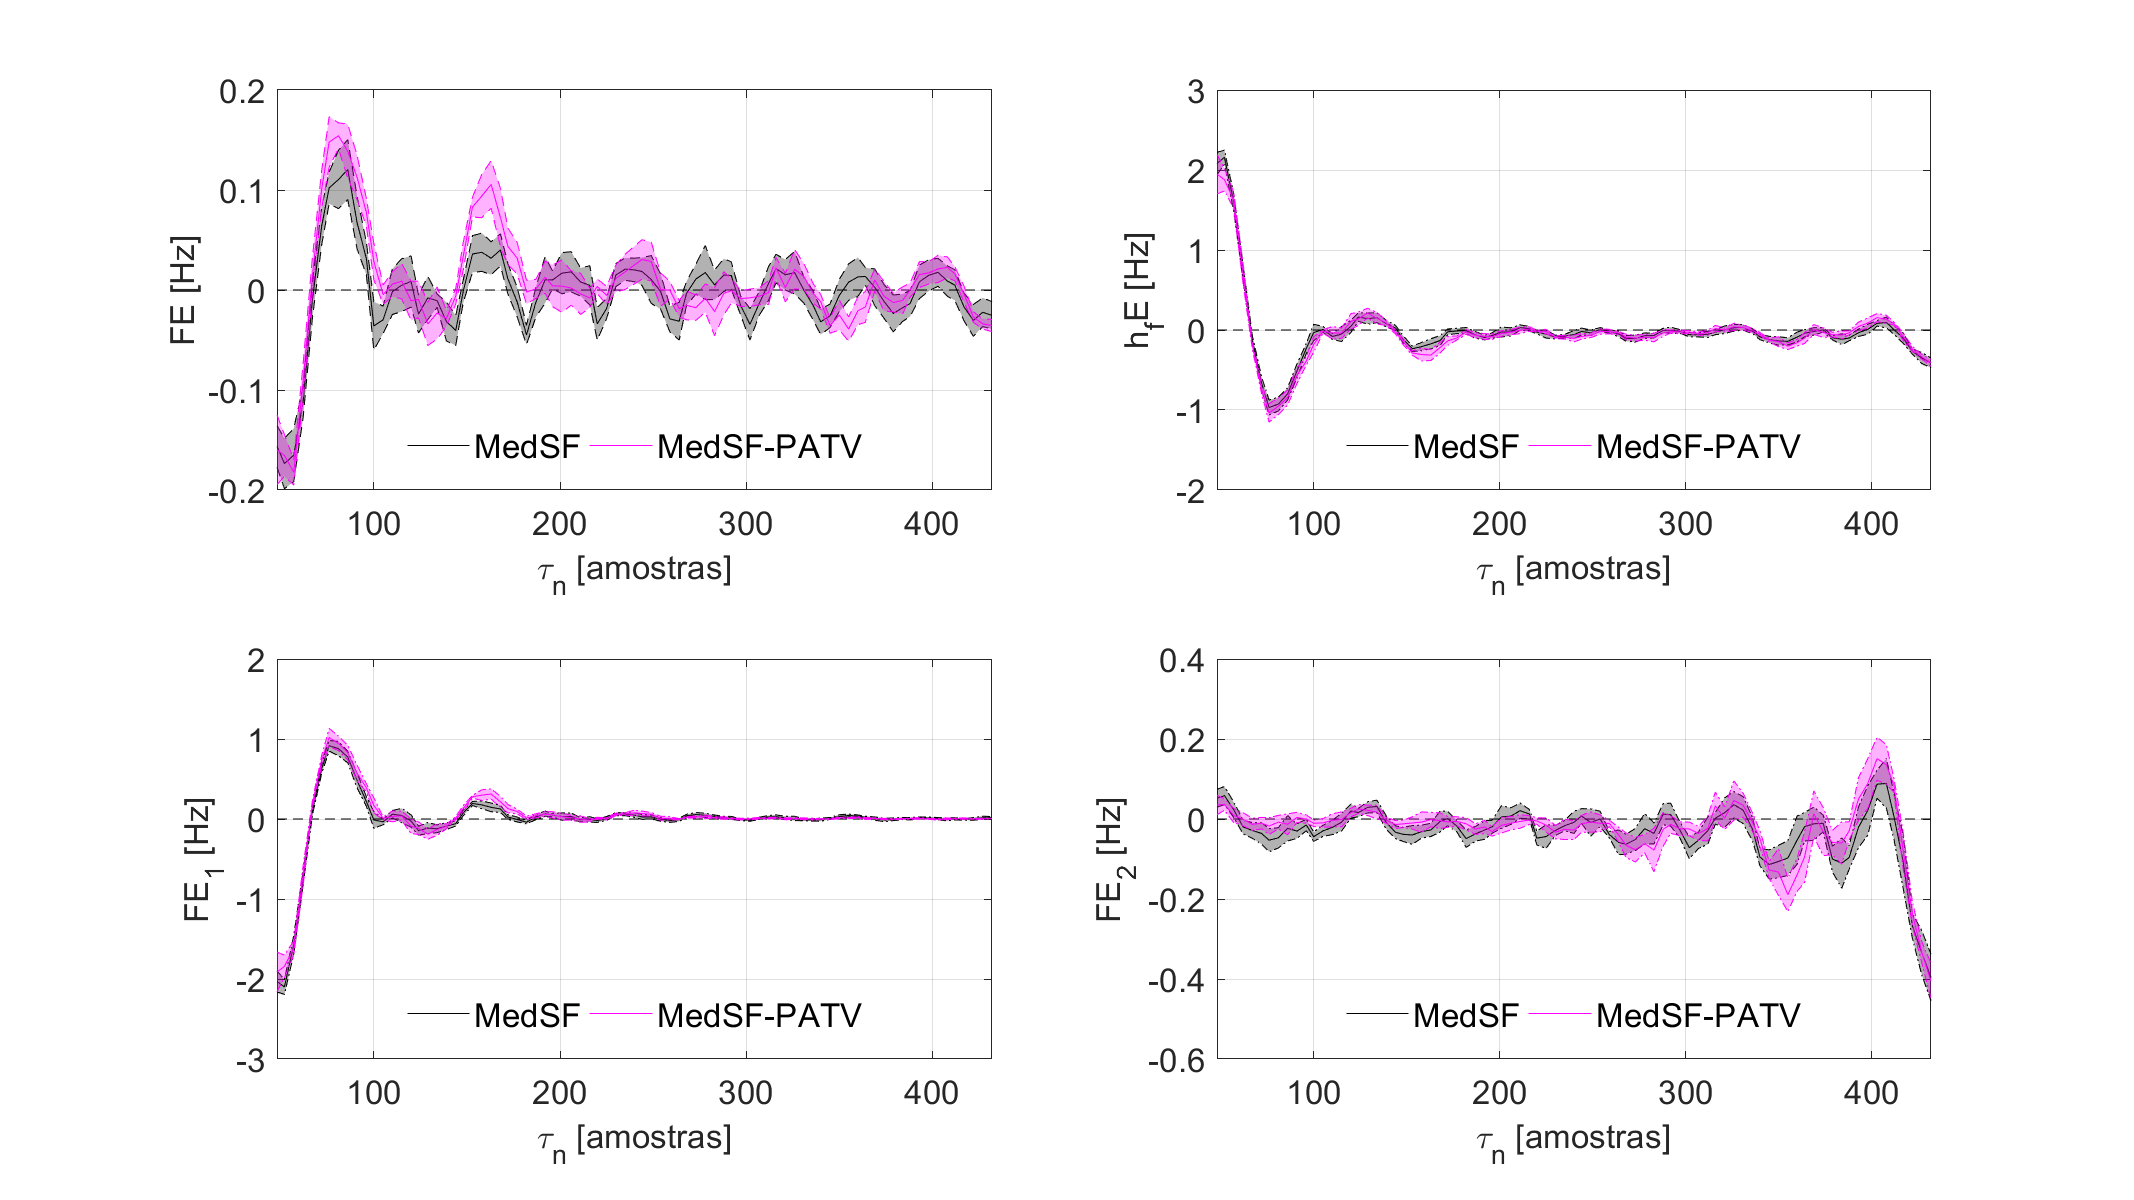 FE [Hz]
0.2
0.1
0
-0.1
-0.2
MedSF MedSF-PATV
100 200 300 400
τn [amostras]
hfE [Hz]
3
2
1
0
-1
-2
MedSF MedSF-PATV
100 200 300 400
τn [amostras]
FE1 [Hz]
2
1
0
-1
-2
-3
MedSF MedSF-PATV
100 200 300 400
τn [amostras]
FE2 [Hz]
0.4
0.2
0
-0.2
-0.4
-0.6
MedSF MedSF-PATV
100 200 300 400
τn [amostras]